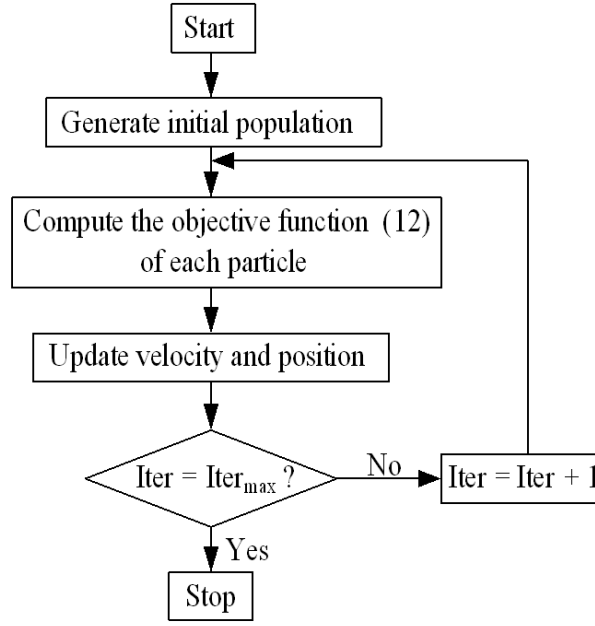 Start
Generate initial population
Compute the objective function (12)
of each particle
Update velocity and position
Iter = Itermax ?
No
Iter = Iter + 1
Yes
Stop